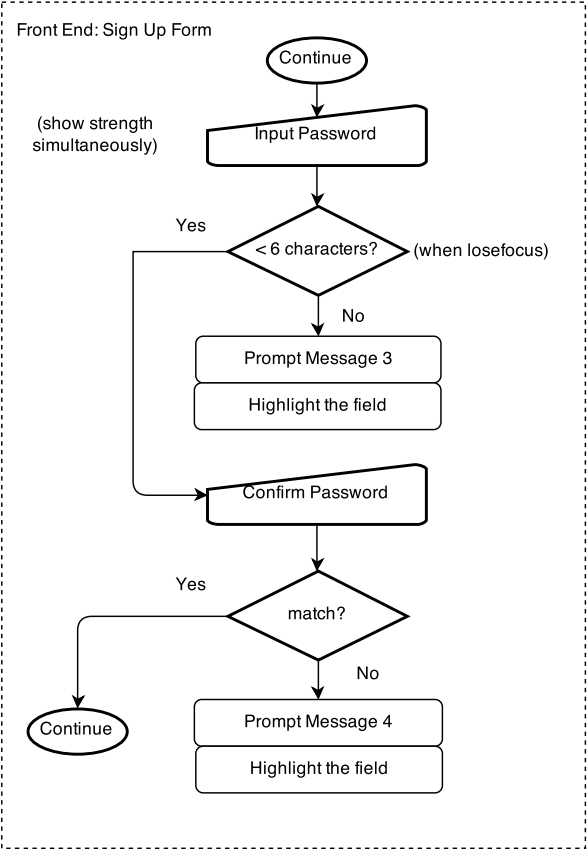 Front End: Sign Up Form
Continue
(show strength
simultaneously)
Input Password
Yes
< 6 characters?
(when losefocus)
No
Prompt Message 3
Highlight the field
Confirm Password
Yes
match?
No
Continue
Prompt Message 4
Highlight the field